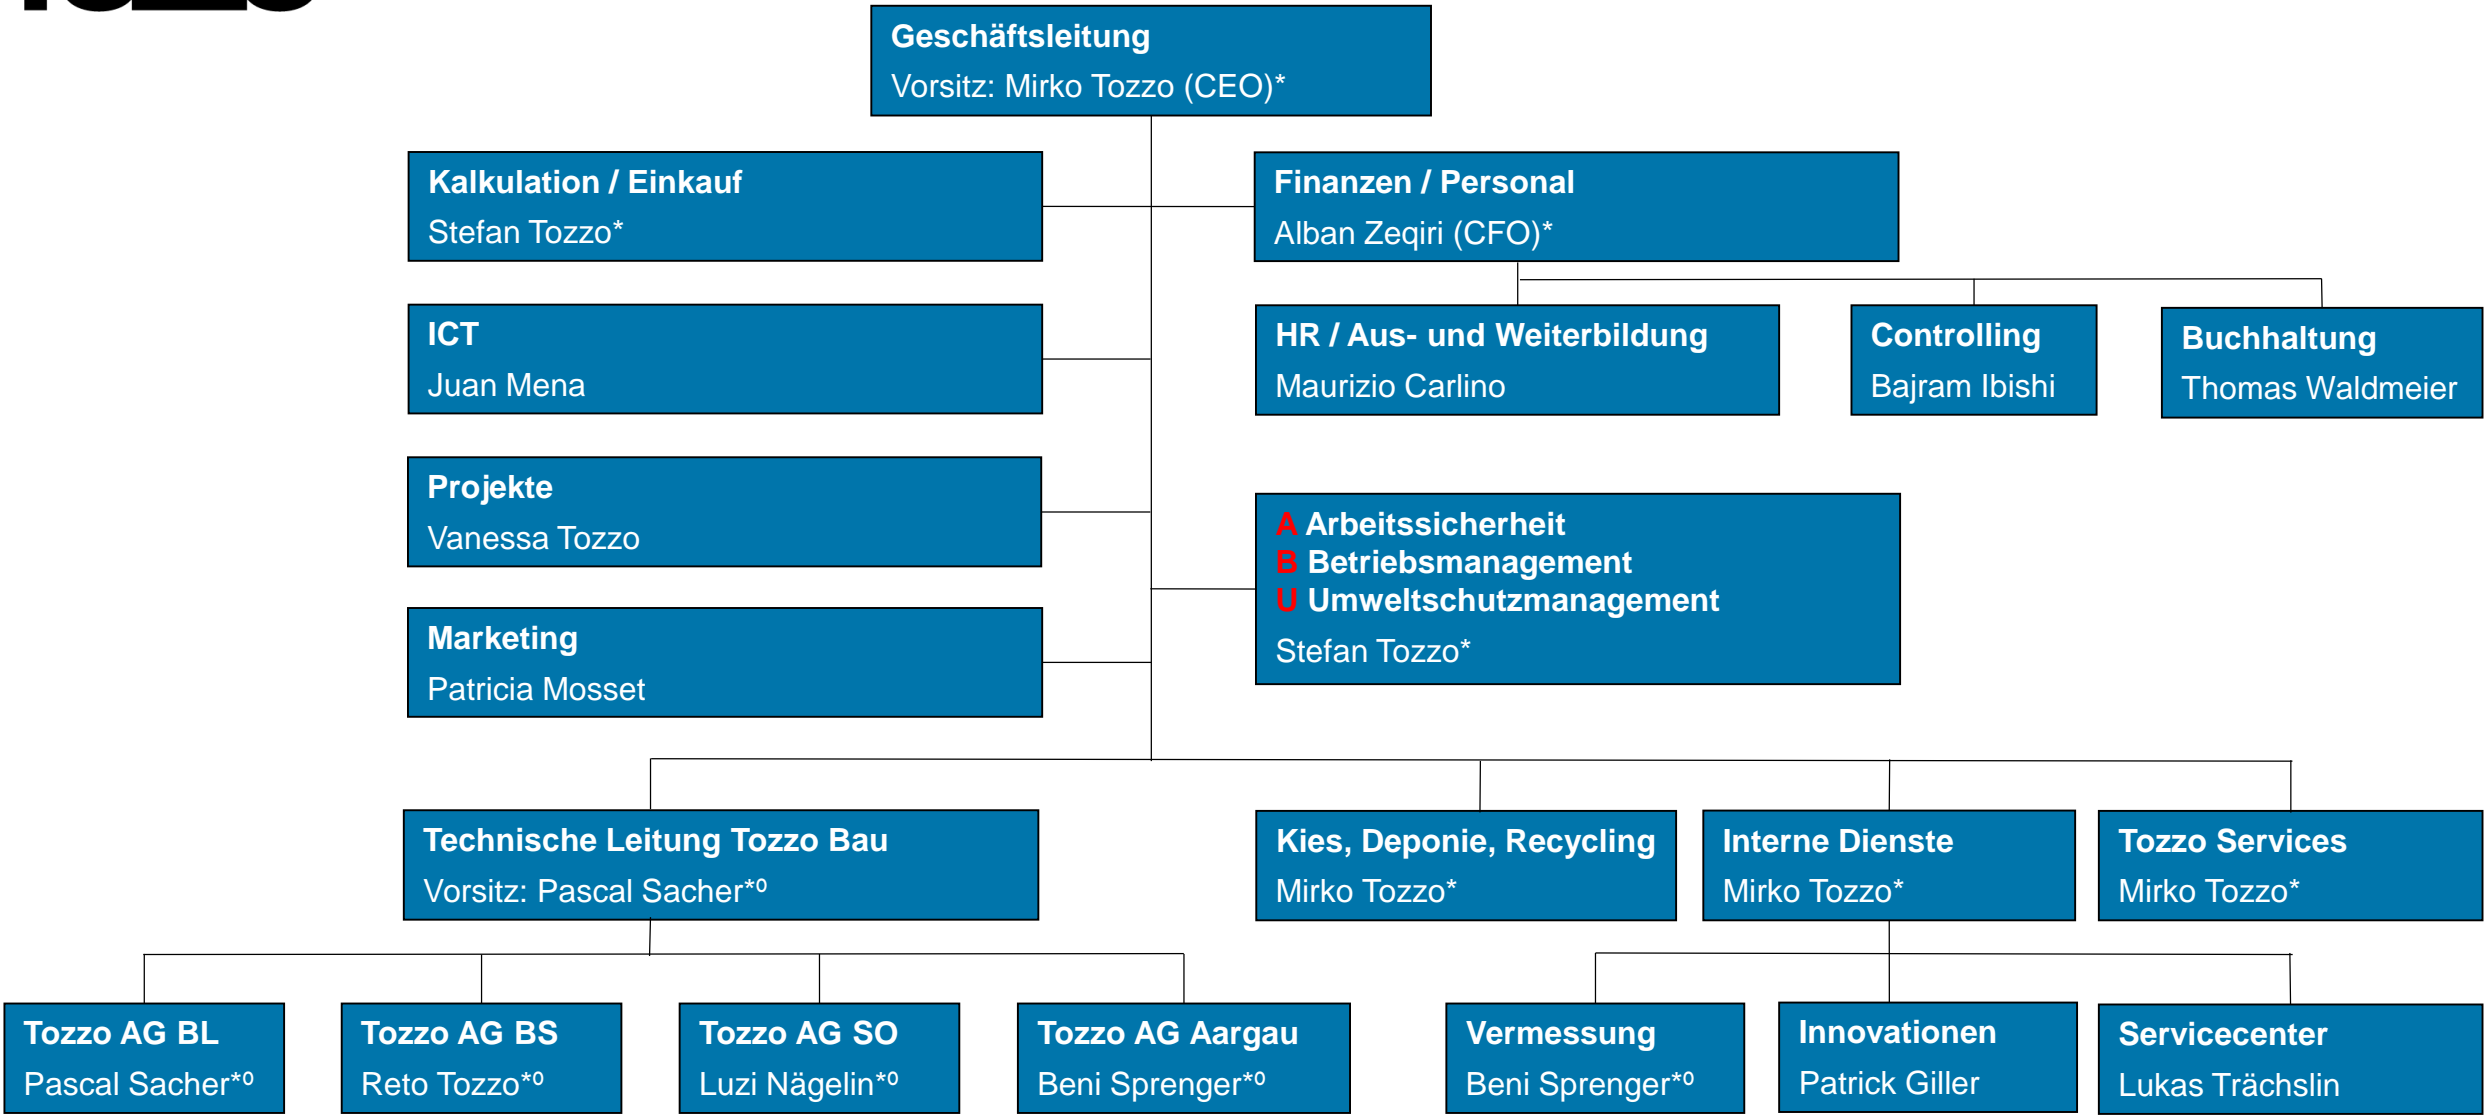 Geschäftsleitung
Vorsitz: Mirko Tozzo (CEO)*
Kalkulation / Einkauf
Stefan Tozzo*
Finanzen / Personal
Alban Zeqiri (CFO)*
ICT
Juan Mena
HR / Aus- und Weiterbildung
Maurizio Carlino
Controlling
Bajram Ibishi
Buchhaltung
Thomas Waldmeier
Projekte
Vanessa Tozzo
A Arbeitssicherheit
B Betriebsmanagement
U Umweltschutzmanagement
Stefan Tozzo*
Marketing
Patricia Mosset
Technische Leitung Tozzo Bau
Vorsitz: Pascal Sacher*⁰
Kies, Deponie, Recycling
Mirko Tozzo*
Interne Dienste
Mirko Tozzo*
Tozzo Services
Mirko Tozzo*
Tozzo AG BL
Pascal Sacher*⁰
Tozzo AG BS
Reto Tozzo*⁰
Tozzo AG SO
Luzi Nägelin*⁰
Tozzo AG Aargau
Beni Sprenger*⁰
Vermessung
Beni Sprenger*⁰
Innovationen
Patrick Giller
Servicecenter
Lukas Trächslin